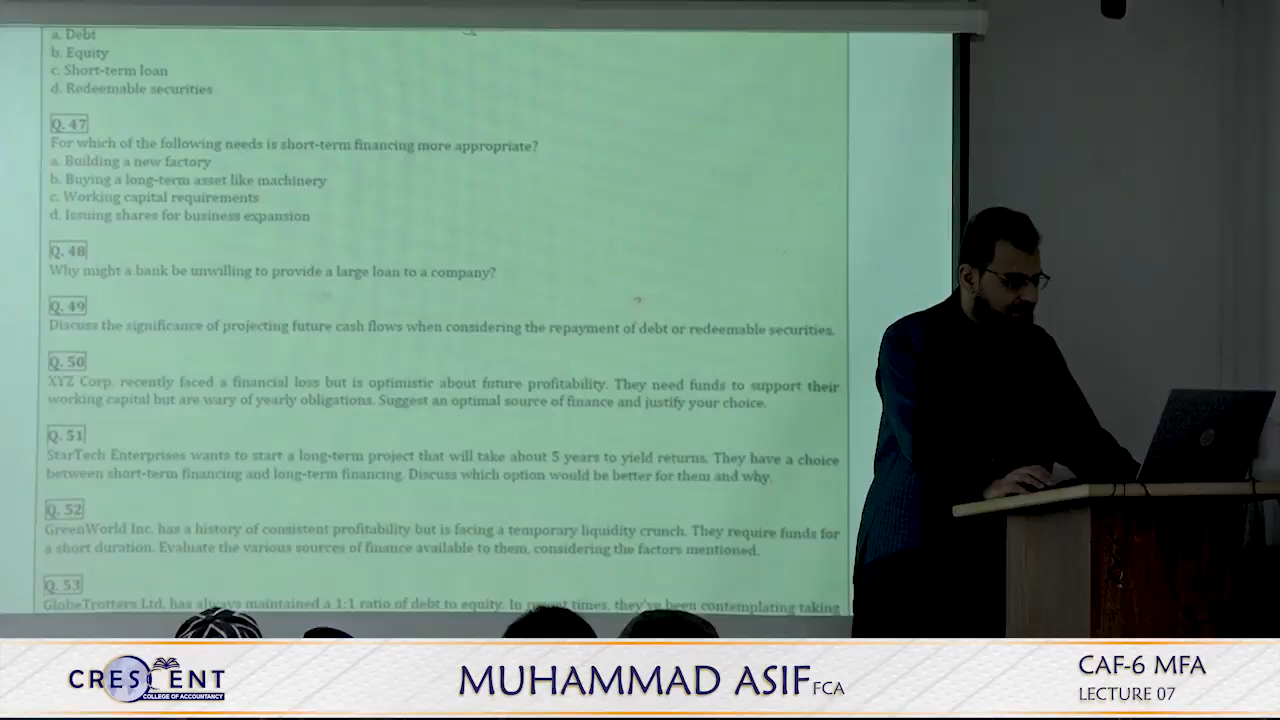 a. Debt
b. Equity
c. Short-term loan
d. Redeemable securities
Q. 47
For which of the following needs is short-term financing more appropriate?
a. Building a new factory
b. Buying a long-term asset like machinery
c. Working capital requirements
d. Issuing shares for business expansion
Q. 48
Why might a bank be unwilling to provide a large loan to a company?
Q. 49
Discuss the significance of projecting future cash flows when considering the repayment of debt or redeemable securities.
Q. 50
XYZ Corp. recently faced a financial loss but is optimistic about future profitability. They need funds to support their
working capital but are wary of yearly obligations. Suggest an optimal source of finance and justify your choice.
Q. 51
StarTech Enterprises wants to start a long-term project that will take about 5 years to yield returns. They have a choice
between short-term financing and long-term financing. Discuss which option would be better for them and why.
Q. 52
GreenWorld Inc. has a history of consistent profitability but is facing a temporary liquidity crunch. They require funds for
a short duration. Evaluate the various sources of finance available to them, considering the factors mentioned.
Q. 53
GlobeTrotters Ltd. has always maintained a 1:1 ratio of debt to equity. In recent times, they've been contemplating taking
CRESCENT
COLLEGE OF ACCOUNTANCY
MUHAMMAD ASIF FCA
CAF-6 MFA
LECTURE 07